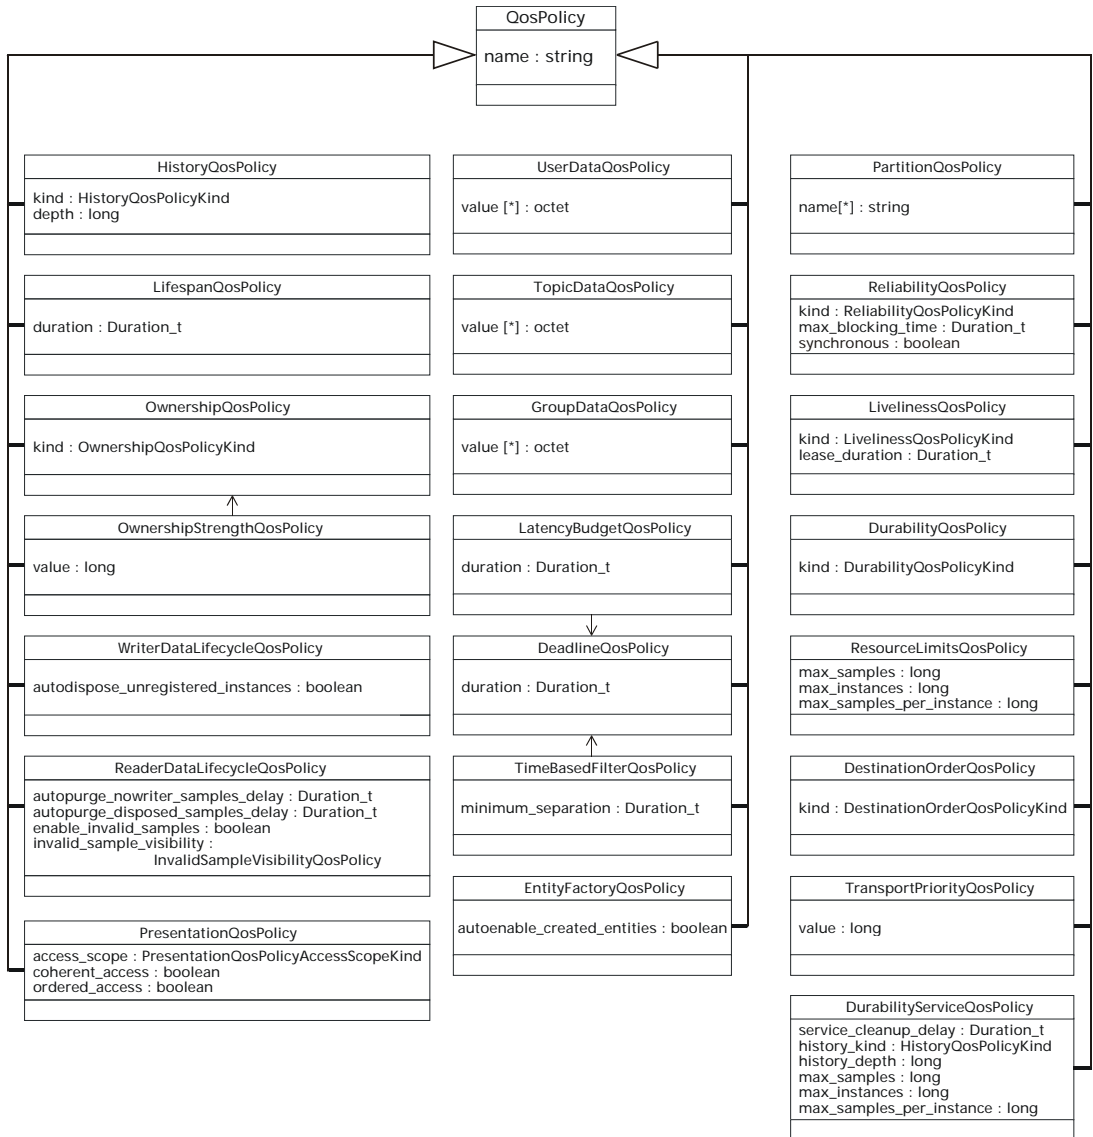 QosPolicy
name : string
HistoryQosPolicy
kind : HistoryQosPolicyKind
depth : long
LifespanQosPolicy
duration : Duration_t
OwnershipQosPolicy
kind : OwnershipQosPolicyKind
OwnershipStrengthQosPolicy
value : long
WriterDataLifecycleQosPolicy
autodispose_unregistered_instances : boolean
ReaderDataLifecycleQosPolicy
autopurge_nowriter_samples_delay : Duration_t
autopurge_disposed_samples_delay : Duration_t
enable_invalid_samples : boolean
invalid_sample_visibility :
InvalidSampleVisibilityQosPolicy
PresentationQosPolicy
access_scope : PresentationQosPolicyAccessScopeKind
coherent_access : boolean
ordered_access : boolean
UserDataQosPolicy
value [*] : octet
TopicDataQosPolicy
value [*] : octet
GroupDataQosPolicy
value [*] : octet
LatencyBudgetQosPolicy
duration : Duration_t
DeadlineQosPolicy
duration : Duration_t
TimeBasedFilterQosPolicy
minimum_separation : Duration_t
EntityFactoryQosPolicy
autoenable_created_entities : boolean
PartitionQosPolicy
name[*] : string
ReliabilityQosPolicy
kind : ReliabilityQosPolicyKind
max_blocking_time : Duration_t
synchronous : boolean
LivelinessQosPolicy
kind : LivelinessQosPolicyKind
lease_duration : Duration_t
DurabilityQosPolicy
kind : DurabilityQosPolicyKind
ResourceLimitsQosPolicy
max_samples : long
max_instances : long
max_samples_per_instance : long
DestinationOrderQosPolicy
kind : DestinationOrderQosPolicyKind
TransportPriorityQosPolicy
value : long
DurabilityServiceQosPolicy
service_cleanup_delay : Duration_t
history_kind : HistoryQosPolicyKind
history_depth : long
max_samples : long
max_instances : long
max_samples_per_instance : long